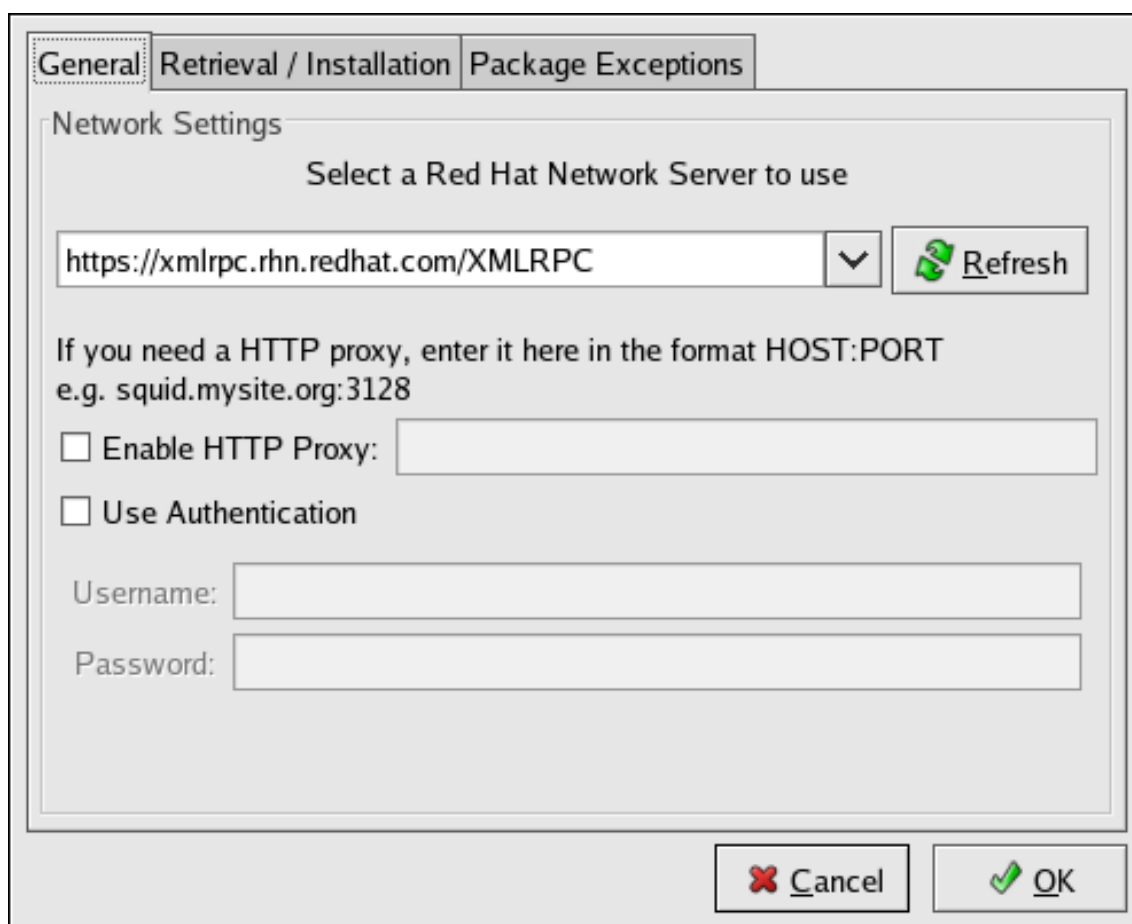 General Retrieval / Installation Package Exceptions
Network Settings
Select a Red Hat Network Server to use
https://xmlrpc.rhn.redhat.com/XMLRPC Refresh
If you need a HTTP proxy, enter it here in the format HOST:PORT
e.g. squid.mysite.org:3128
Enable HTTP Proxy:
Use Authentication
Username:
Password:
Cancel OK